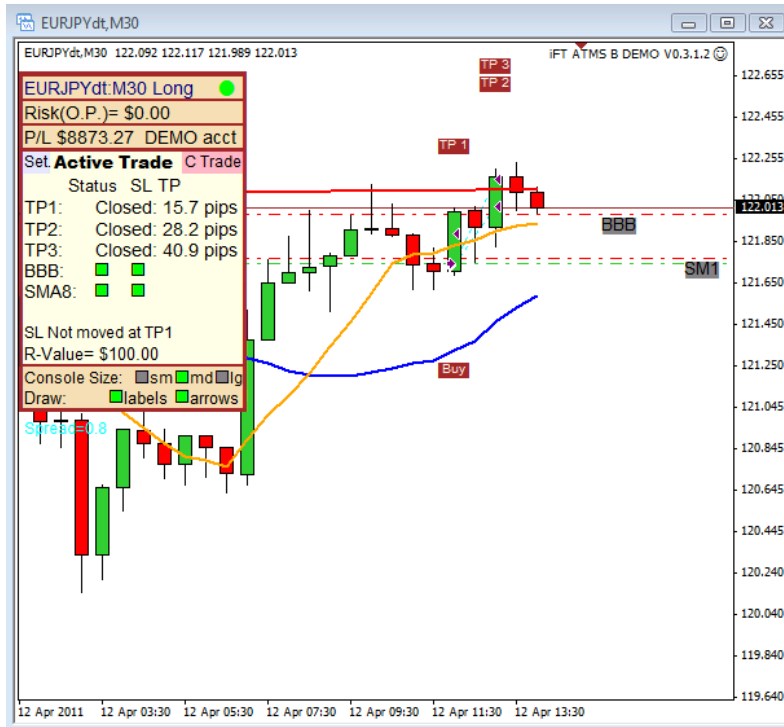 EURJPYdt,M30
EURJPYdt,M30 122.092 122.117 121.989 122.013
iFT ATMS B DEMO V0.3.1.2
EURJPYdt:M30 Long
Risk(O.P.)= $0.00
P/L $8873.27 DEMO acct
Set. Active Trade C Trade
Status SL TP
TP1: Closed: 15.7 pips
TP2: Closed: 28.2 pips
TP3: Closed: 40.9 pips
BBB:
SMA8:
SL Not moved at TP1
R-Value= $100.00
Console Size: sm md lg
Draw: labels arrows
Spread=0.8
TP 3
TP 2
TP 1
Buy
BBB
SM1
122.655
122.455
122.255
122.013
121.850
121.650
121.450
121.250
121.045
120.845
120.645
120.445
120.240
120.040
119.840
119.640
12 Apr 2011 12 Apr 03:30 12 Apr 05:30 12 Apr 07:30 12 Apr 09:30 12 Apr 11:30 12 Apr 13:30